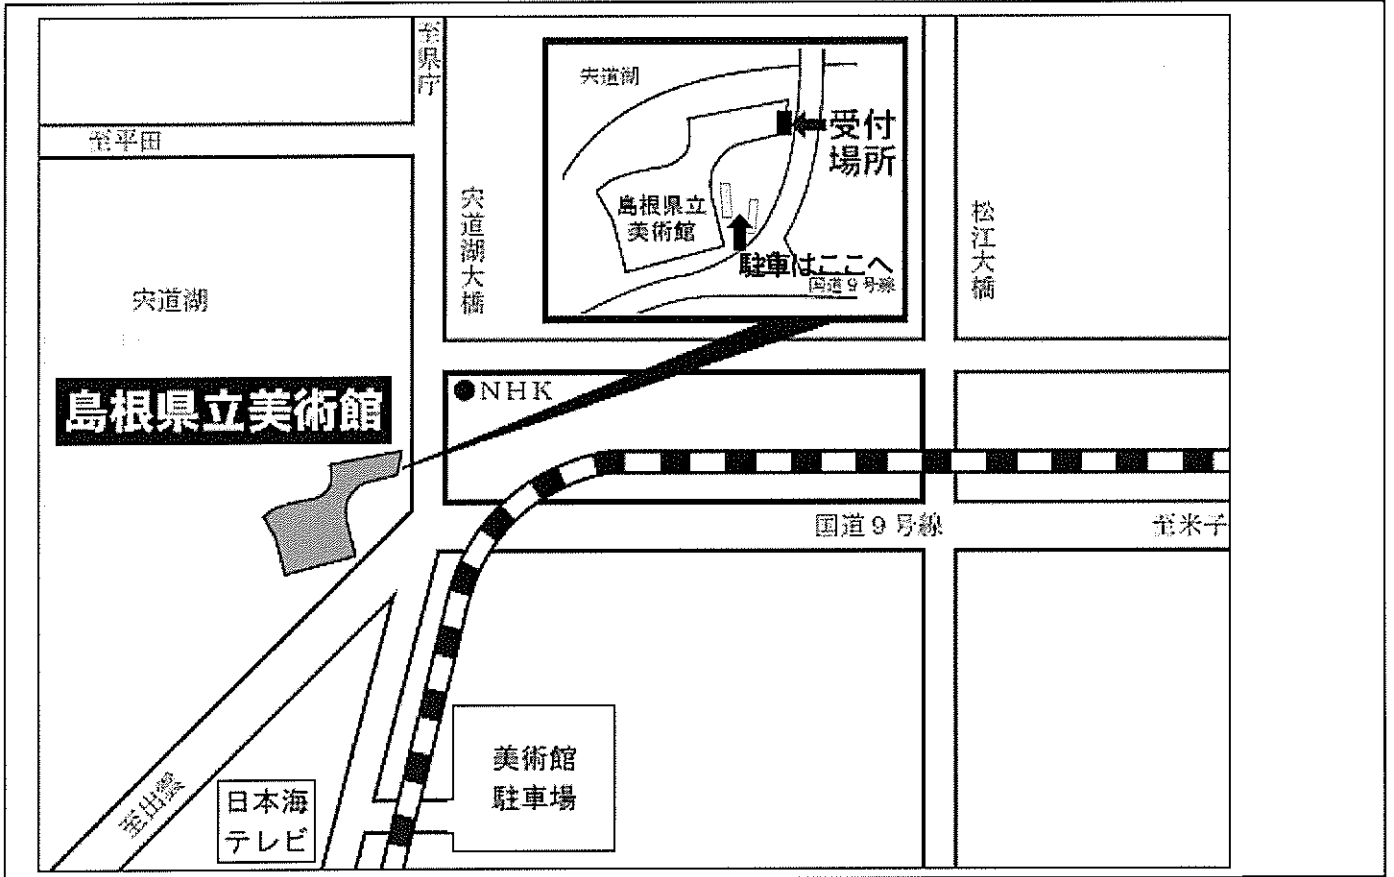 至県庁
至平田
宍道湖
受付
場所
島根県立
美術館
駐車はここへ
国道9号線
宍道湖大橋
松江大橋
宍道湖
島根県立美術館
●NHK
国道9号線
至米子
美術館
駐車場
至出雲
日本海
テレビ